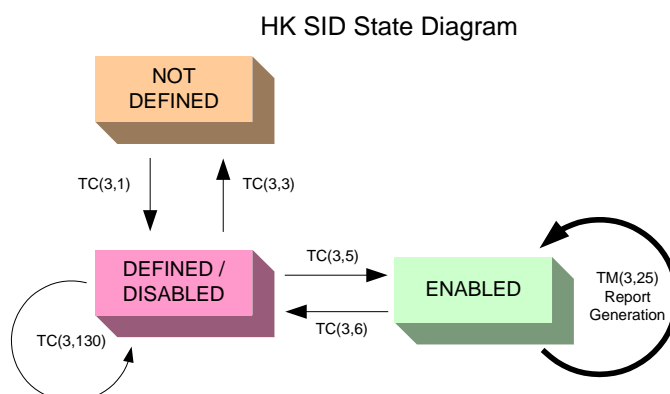 HK SID State Diagram
NOT
DEFINED
TC(3,1)
TC(3,3)
DEFINED /
DISABLED
TC(3,5)
TC(3,6)
ENABLED
TM(3,25)
Report
Generation
TC(3,130)